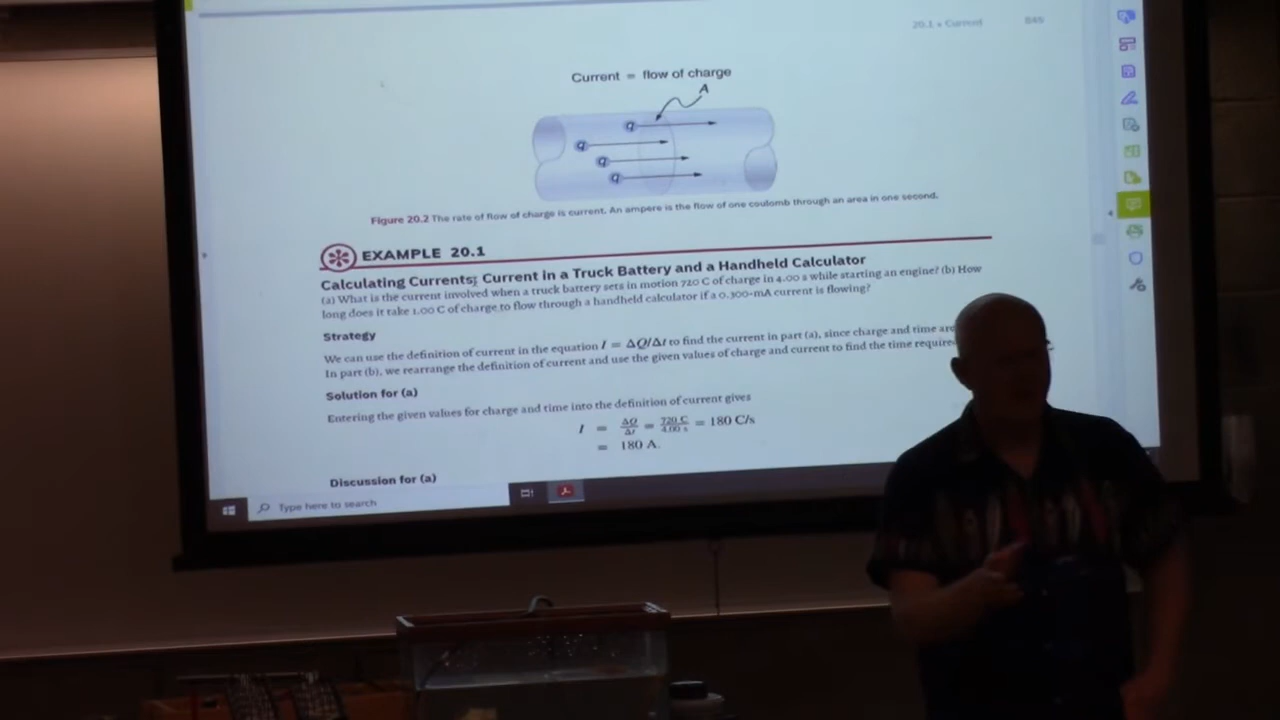 20.1 • Current 845
Current = flow of charge
A
q
q
q
q
Figure 20.2 The rate of flow of charge is current. An ampere is the flow of one coulomb through an area in one second.
EXAMPLE 20.1
Calculating Currents: Current in a Truck Battery and a Handheld Calculator
(a) What is the current involved when a truck battery sets in motion 720 C of charge in 4.00 s while starting an engine? (b) How
long does it take 1.00 C of charge to flow through a handheld calculator if a 0.300-mA current is flowing?
Strategy
We can use the definition of current in the equation I = ΔQ/Δt to find the current in part (a), since charge and time are
In part (b), we rearrange the definition of current and use the given values of charge and current to find the time
Solution for (a)
Entering the given values for charge and time into the definition of current gives
I = ΔQ/Δt = 720 C/4.00 s = 180 C/s
= 180 A.
Discussion for (a)
Type here to search